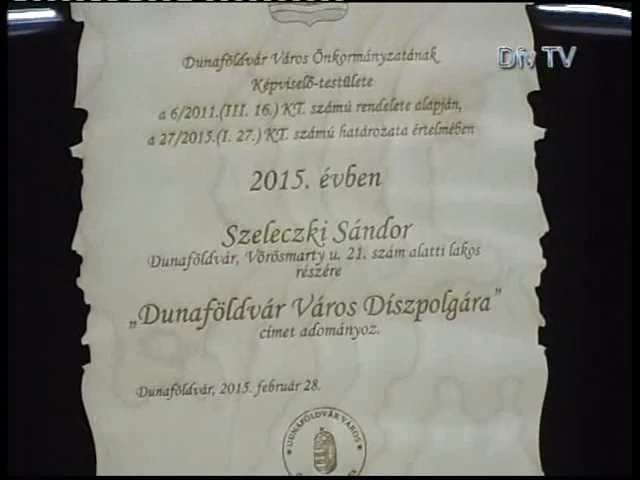 Dfv TV
Dunaföldvár Város Önkormányzatának
Képviselő-testülete
a 6/2011.(III. 16.) KT. számú rendelete alapján,
a 27/2015.(I. 27.) KT. számú határozata értelmében
2015. évben
Szeleczki Sándor
Dunaföldvár, Vörösmarty u. 21. szám alatti lakos
részére
„Dunaföldvár Város Díszpolgára”
címet adományoz.
Dunaföldvár, 2015. február 28.
DUNAFÖLDVÁR VÁROS